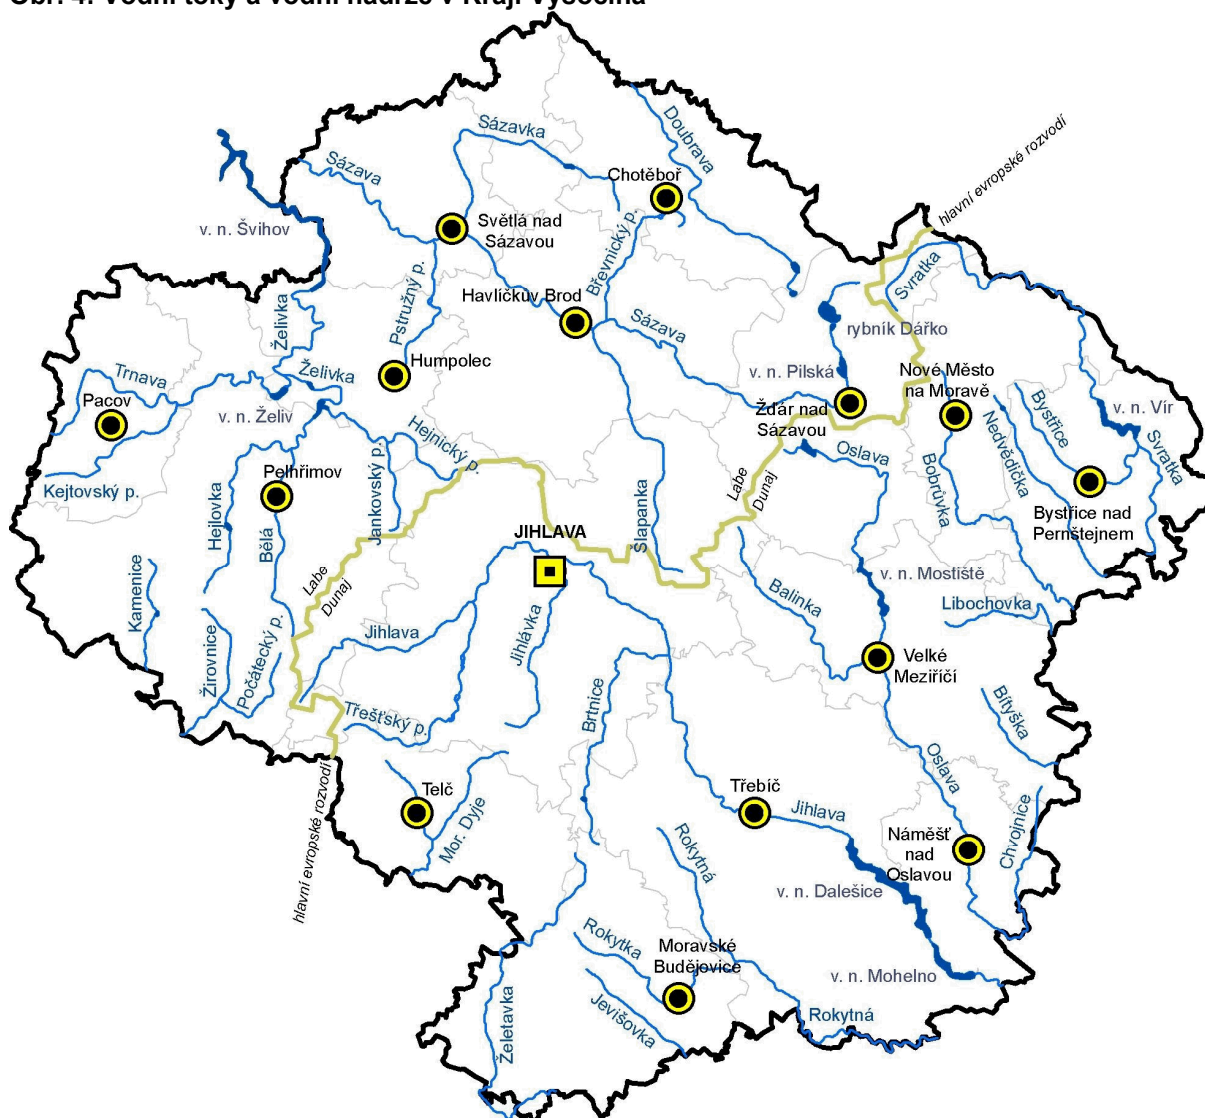 Obr. 4: Vodní toky a vodní nádrže v Kraji Vysočina
Sázavka
Doubrava
hlavní evropské rozvodí
Sázava
Chotěboř
v. n. Švihov
Světlá nad
Sázavou
Břevnický p.
Svratka
Pstružný p.
Havlíčkův Brod
Želivka
Sázava
rybník Dářko
Humpolec
Želivka
Trnava
Pacov
v. n. Želiv
v. n. Pilská
Nové Město
na Moravě
Žďár nad
Sázavou
Bystřice
v. n. Vír
Hejnický p.
Nedvědička
Svratka
Oslava
Kejtovský p.
Pelhřimov
Jankovský p.
Bobrůvka
Labe
Dunaj
Hejlovka
Bělá
Šlapanka
Bystřice nad
Pernštejnem
JIHLAVA
Labe
Dunaj
v. n. Mostiště
Kamenice
Balinka
Libochovka
Jihlava
Jihlávka
Žirovnice
Počátecký p.
Velké
Meziříčí
Třešťský p.
Brtnice
Bítyška
Oslava
Telč
Mor. Dyje
hlavní evropské rozvodí
Třebíč
Jihlava
Rokytná
Náměšť
nad
Oslavou
Chvojnice
v. n. Dalešice
Rokytka
Moravské
Budějovice
v. n. Mohelno
Želetavka
Jevišovka
Rokytná